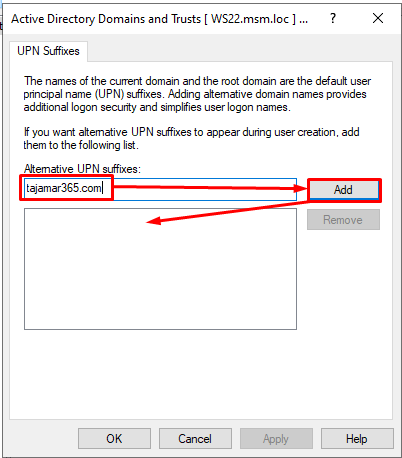 Active Directory Domains and Trusts [ WS22.msm.loc ] ...
UPN Suffixes
The names of the current domain and the root domain are the default user
principal name (UPN) suffixes. Adding alternative domain names provides
additional logon security and simplifies user logon names.
If you want alternative UPN suffixes to appear during user creation, add
them to the following list.
Alternative UPN suffixes:
tajamar365.com
Add
Remove
OK
Cancel
Apply
Help